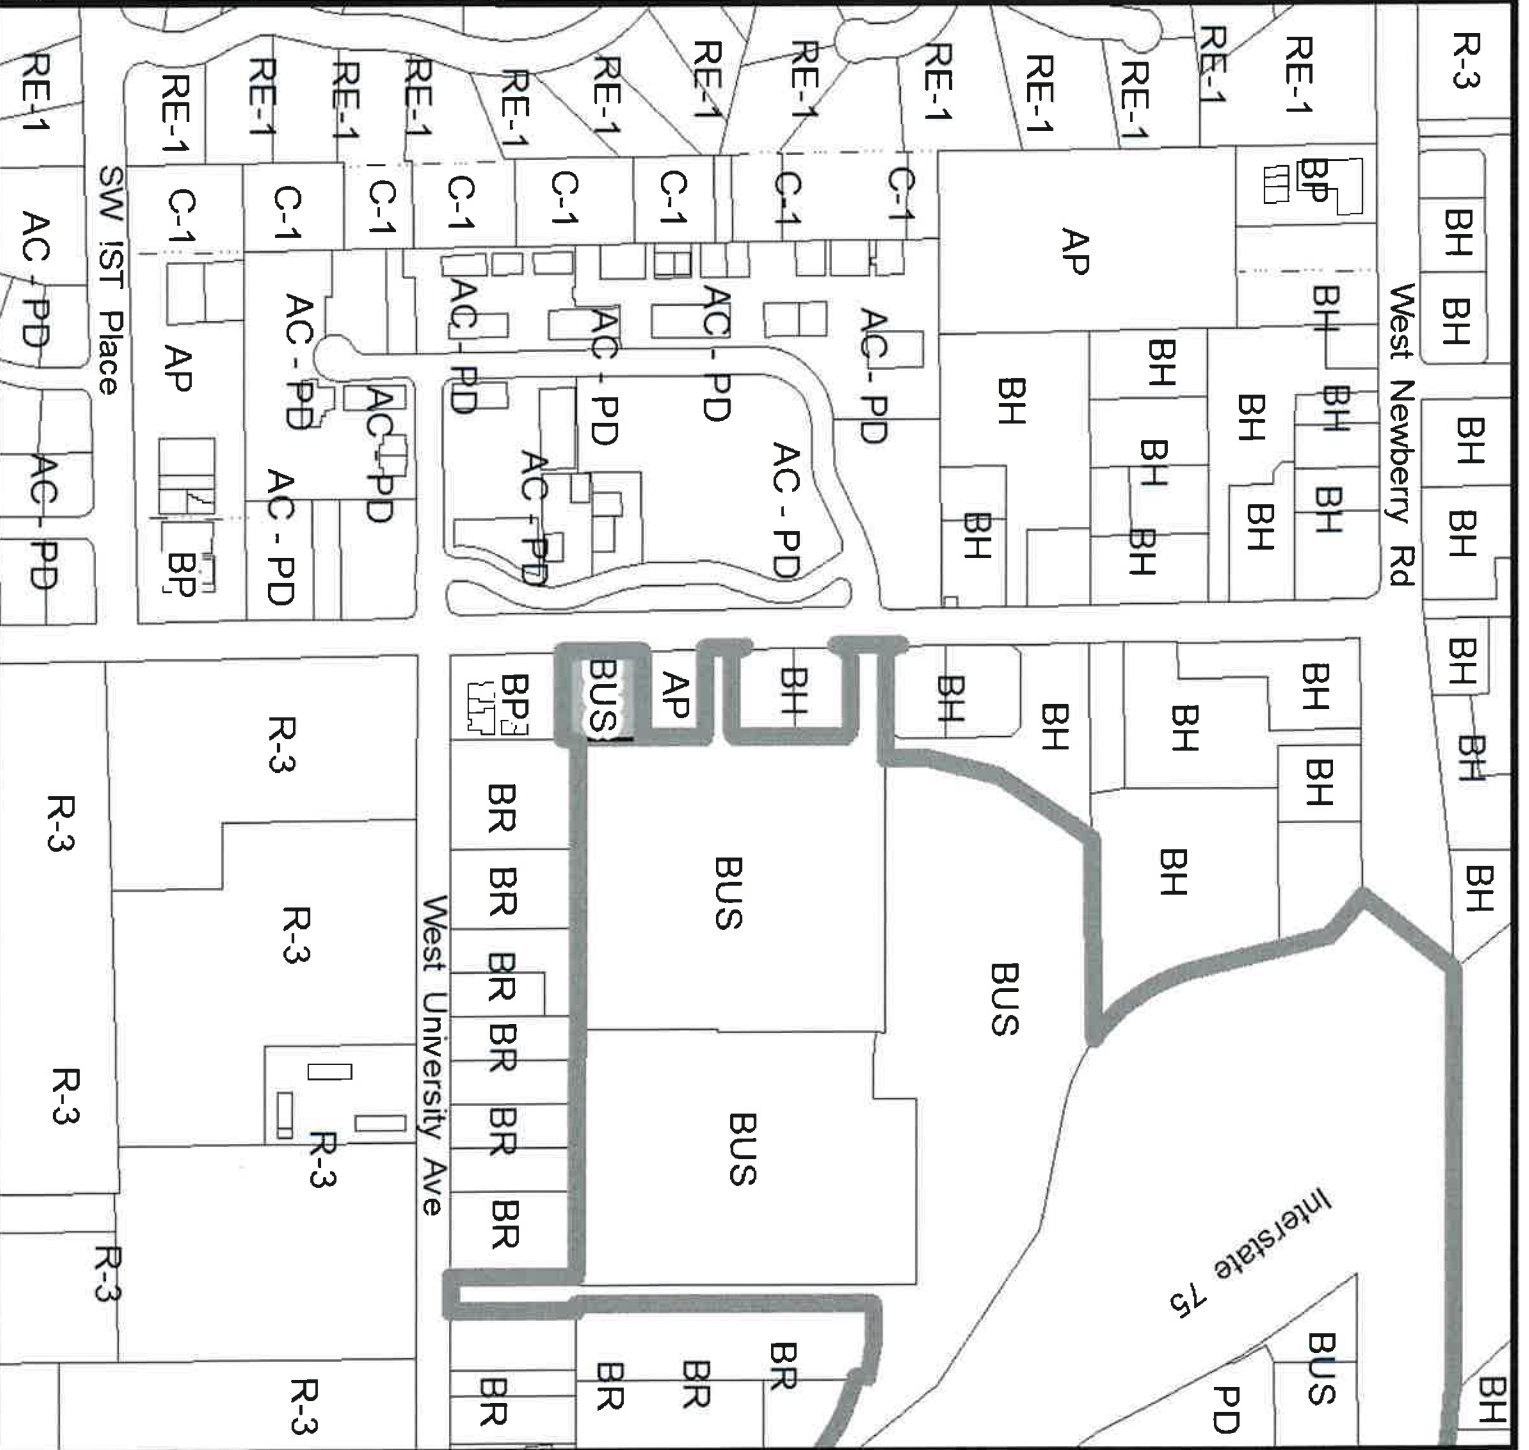 R-3 BH BH BH BH BH BH BH BH
West Newberry Rd
RE-1 BP BH BH BH BH BH BUS
Interstate 75
RE-1 BH BH PD
BH BH BH BH BH
RE-1
RE-1 AP BH BH BUS
RE-1 BH BH
C-1 AC - PD
RE-1 C-1 AC - PD BH BR
RE-1 AC - PD BUS BUS BR
C-1 AP
RE-1 AC - PD BUS BR
C-1 AC - PD
RE-1 BP BR BR BR BR BR BR BR
C-1 AC - PD
West University Ave
RE-1 C-1 AC - PD
RE-1 R-3
C-1 AC - PD R-3 R-3
RE-1 AC - PD R-3
RE-1 C-1 AP BP
SW !ST Place
R-3
R-3 R-3
RE-1 AC - PD AC - PD